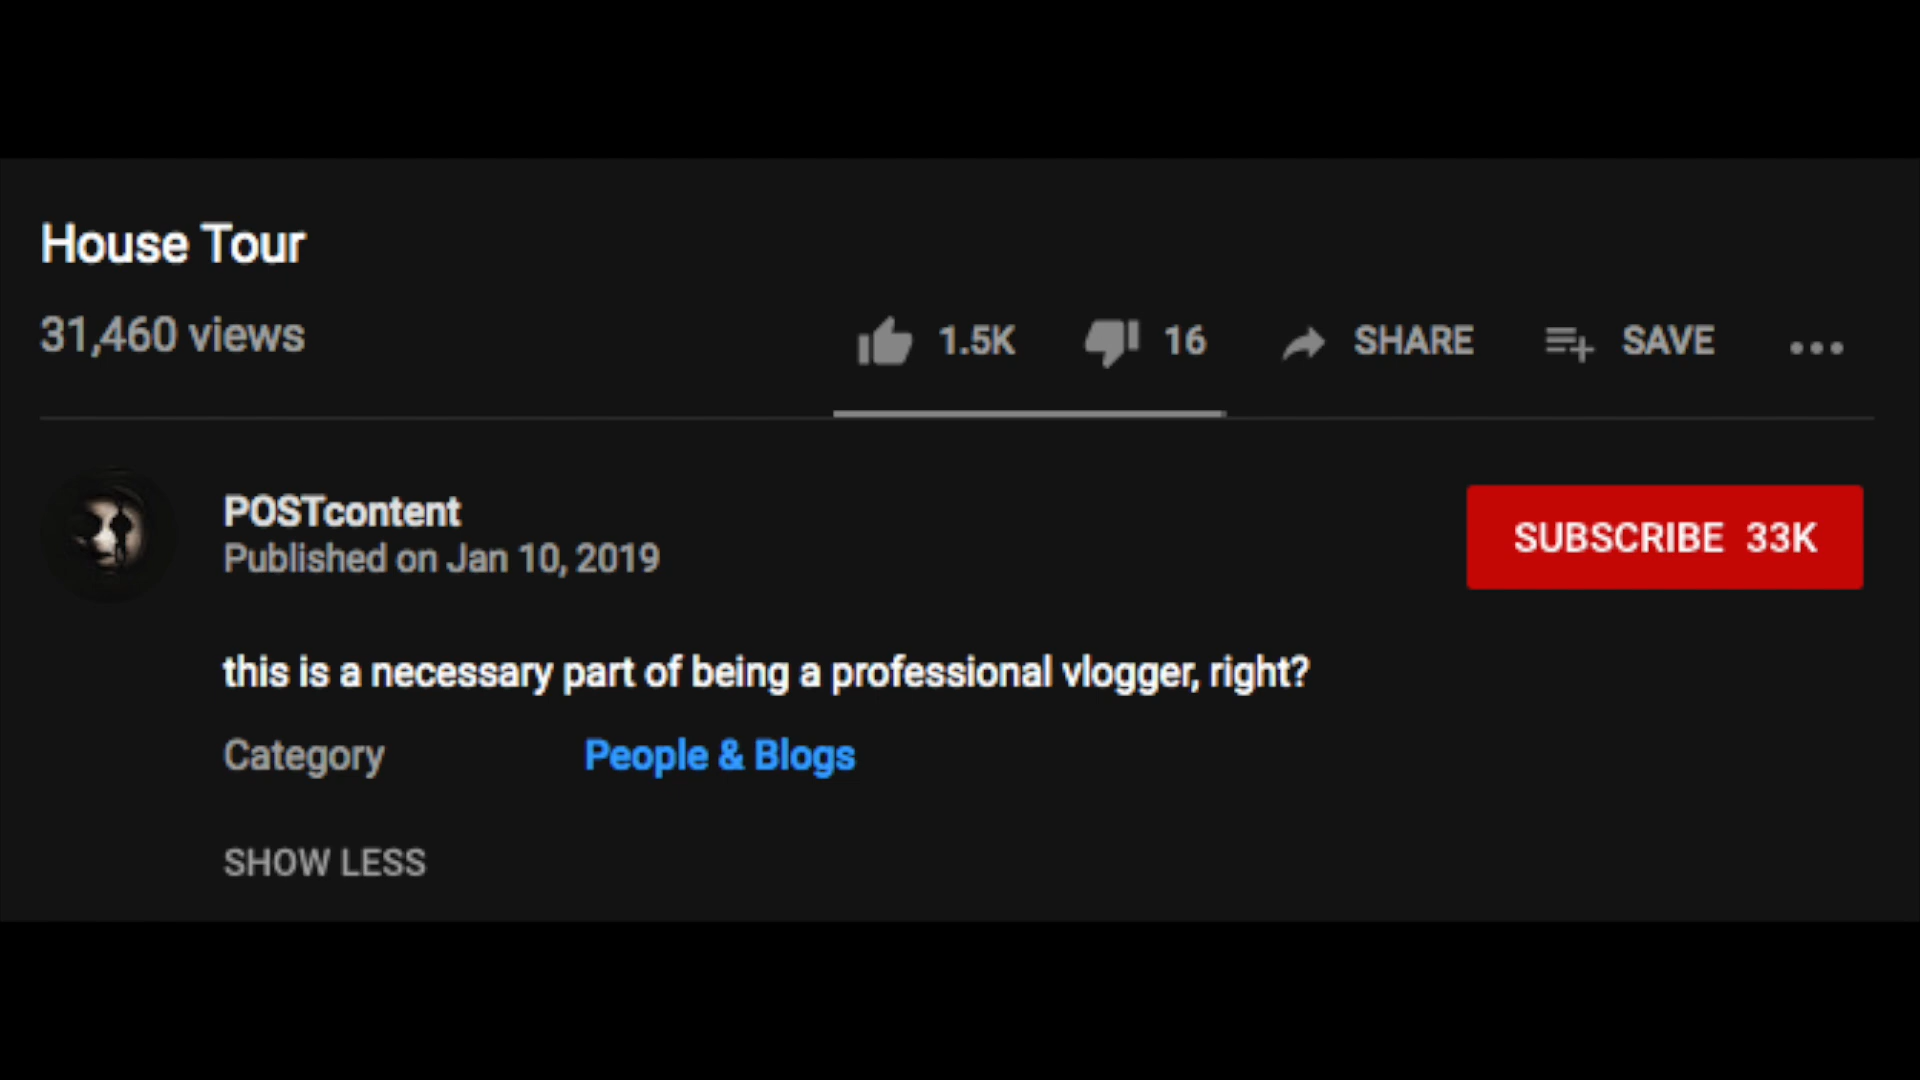 House Tour
31,460 views
1.5K 16 SHARE SAVE
POSTcontent
Published on Jan 10, 2019
SUBSCRIBE 33K
this is a necessary part of being a professional vlogger, right?
Category People & Blogs
SHOW LESS